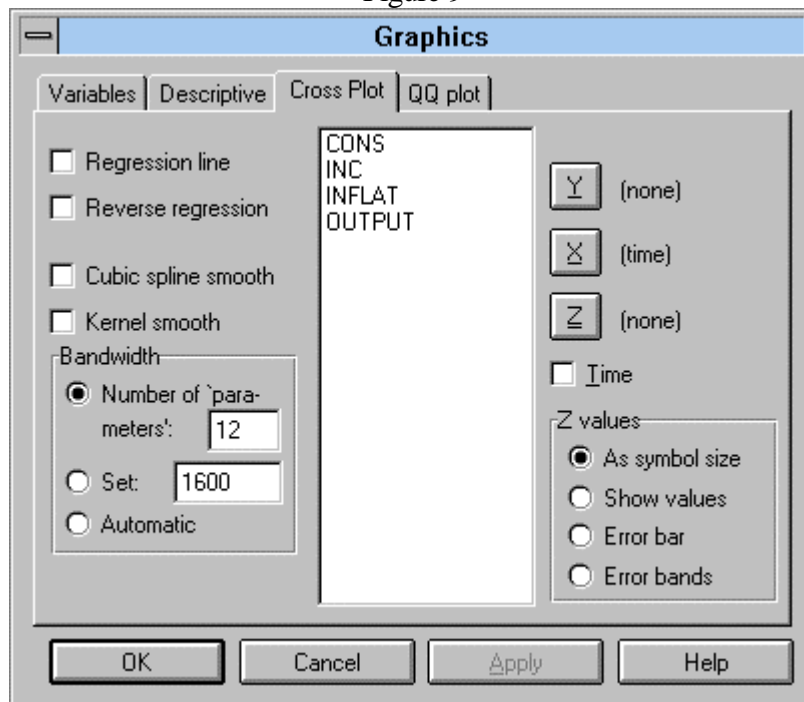 Graphics
Variables
Descriptive
Cross Plot
QQ plot
Regression line
Reverse regression
Cubic spline smooth
Kernel smooth
Bandwidth
Number of `para-
meters': 12
Set: 1600
Automatic
CONS
INC
INFLAT
OUTPUT
Y (none)
X (time)
Z (none)
Time
Z values
As symbol size
Show values
Error bar
Error bands
OK
Cancel
Apply
Help